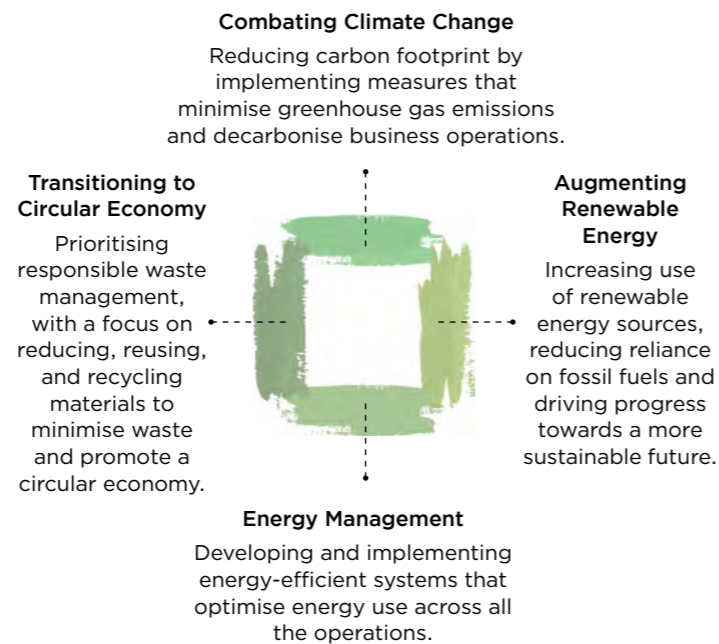 Combating Climate Change
Reducing carbon footprint by
implementing measures that
minimise greenhouse gas emissions
and decarbonise business operations.
Transitioning to
Circular Economy
Prioritising
responsible waste
management,
with a focus on
reducing, reusing,
and recycling
materials to
minimise waste
and promote a
circular economy.
Augmenting
Renewable
Energy
Increasing use
of renewable
energy sources,
reducing reliance
on fossil fuels and
driving progress
towards a more
sustainable future.
Energy Management
Developing and implementing
energy-efficient systems that
optimise energy use across all
the operations.